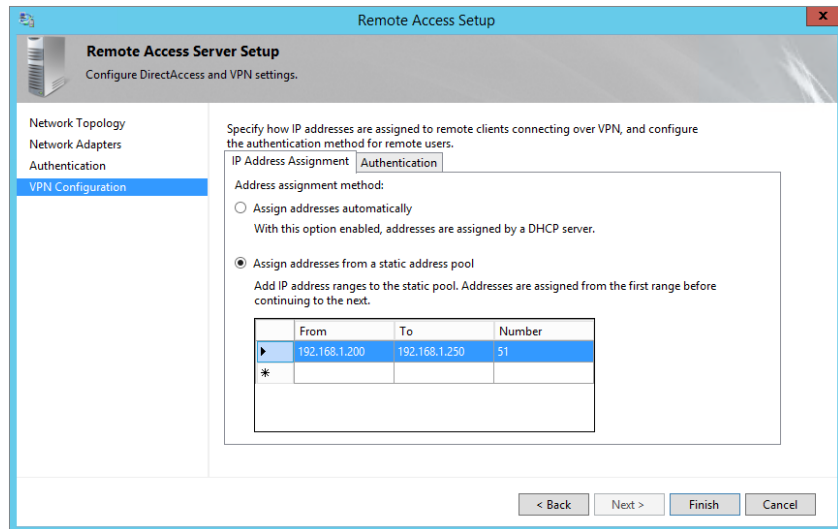 Remote Access Setup
x
Remote Access Server Setup
Configure DirectAccess and VPN settings.
Network Topology
Network Adapters
Authentication
VPN Configuration
Specify how IP addresses are assigned to remote clients connecting over VPN, and configure
the authentication method for remote users.
IP Address Assignment Authentication
Address assignment method:
Assign addresses automatically
With this option enabled, addresses are assigned by a DHCP server.
Assign addresses from a static address pool
Add IP address ranges to the static pool. Addresses are assigned from the first range before
continuing to the next.
From To Number
192.168.1.200 192.168.1.250 51
*
< Back Next > Finish Cancel